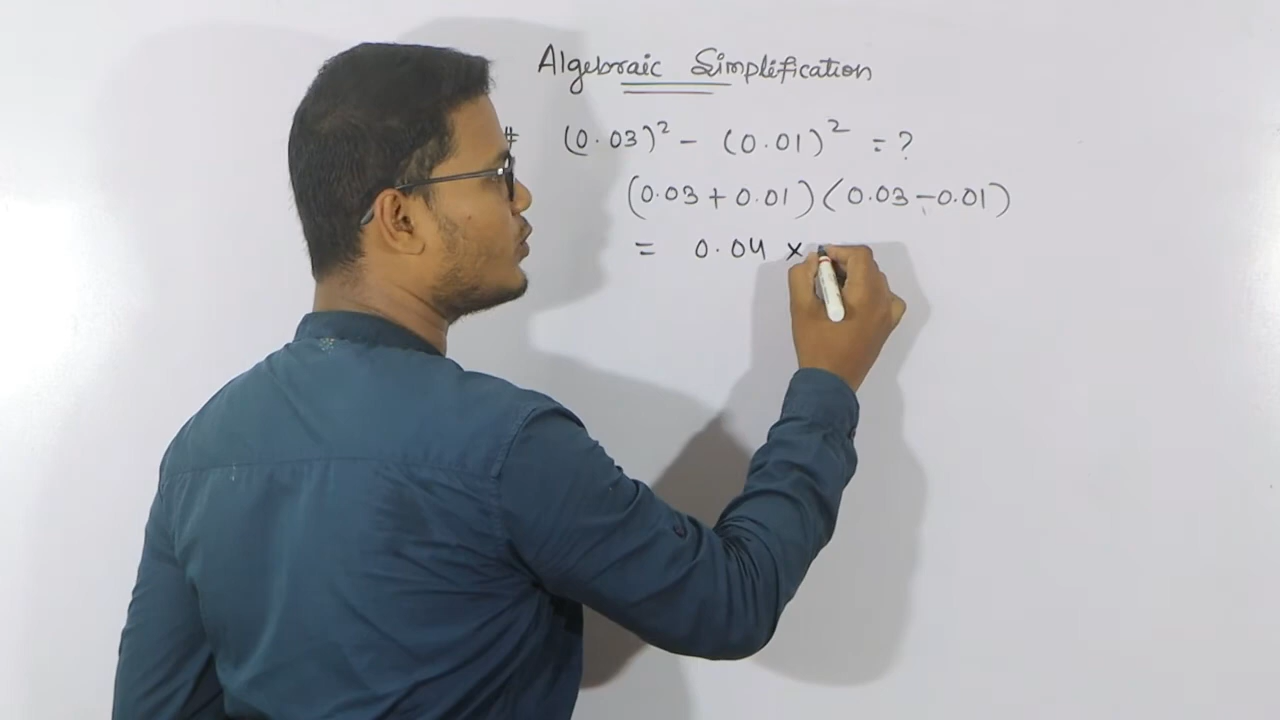 Algebraic Simplification
# (0.03)² - (0.01)² = ?
(0.03 + 0.01) (0.03 - 0.01)
= 0.04 ×